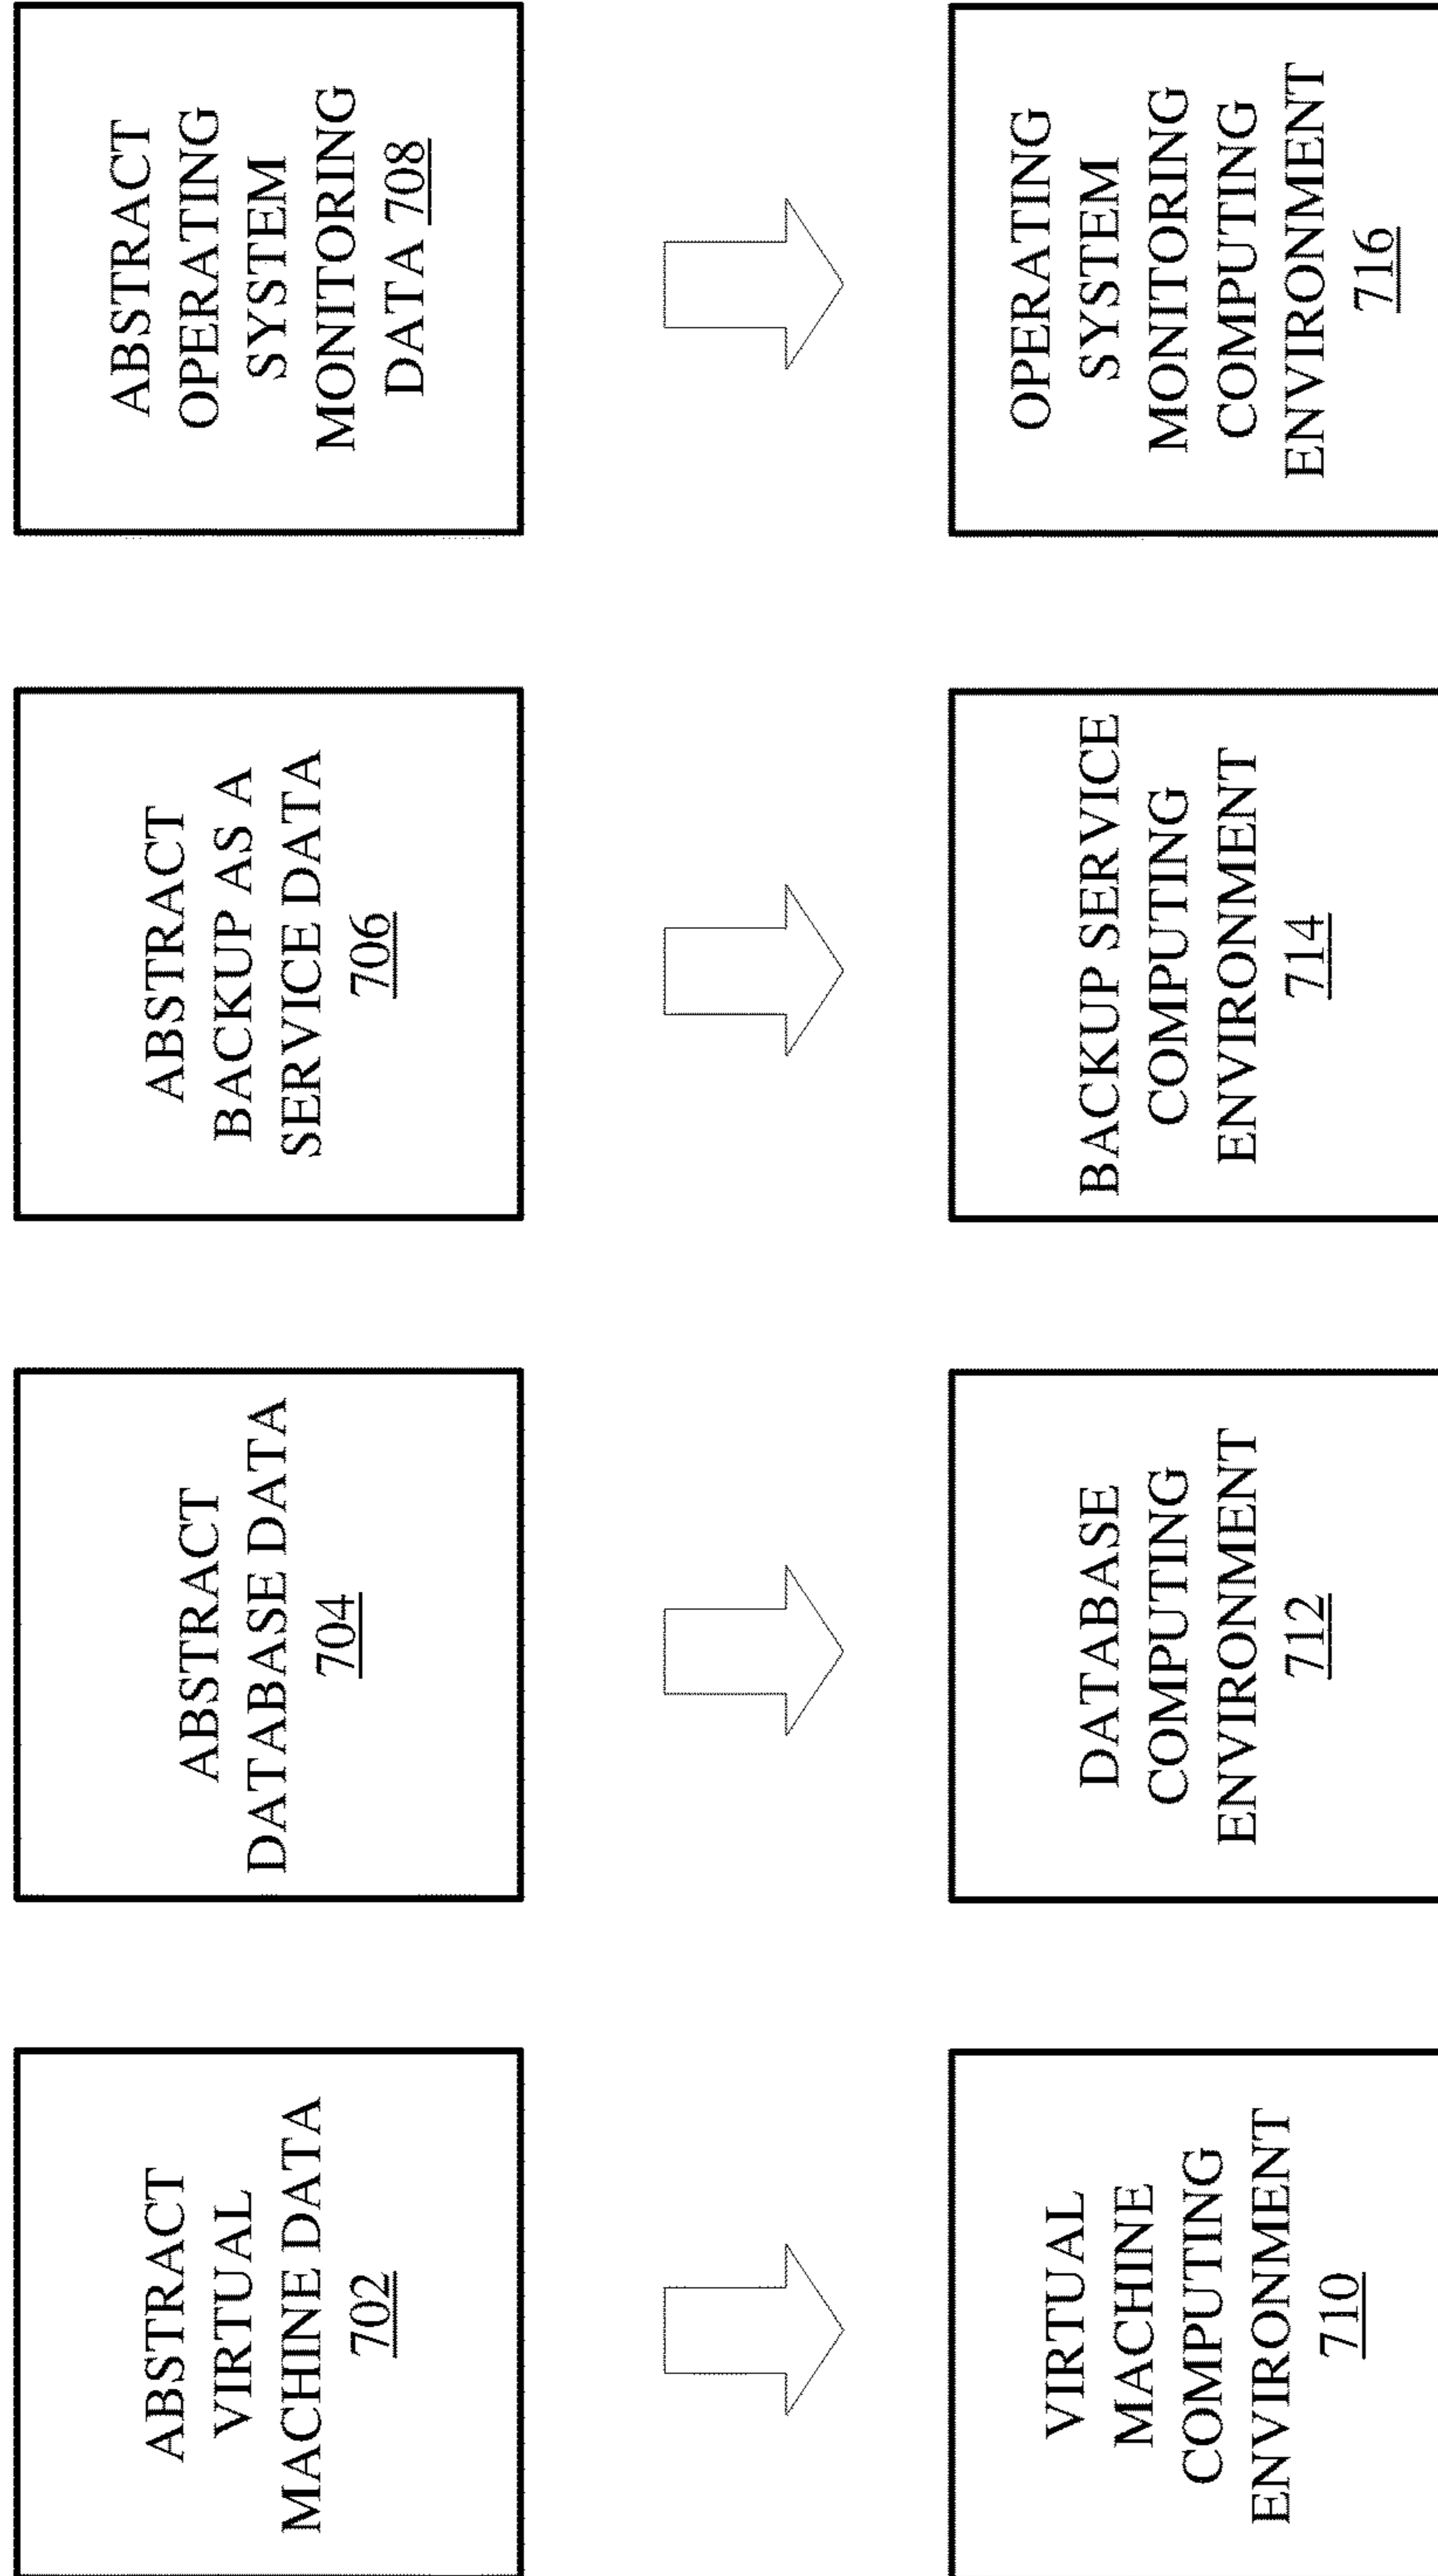 ABSTRACT
VIRTUAL
MACHINE DATA
702
ABSTRACT
DATABASE DATA
704
ABSTRACT
BACKUP AS A
SERVICE DATA
706
ABSTRACT
OPERATING
SYSTEM
MONITORING
DATA 708
VIRTUAL
MACHINE
COMPUTING
ENVIRONMENT
710
DATABASE
COMPUTING
ENVIRONMENT
712
BACKUP SERVICE
COMPUTING
ENVIRONMENT
714
OPERATING
SYSTEM
MONITORING
COMPUTING
ENVIRONMENT
716